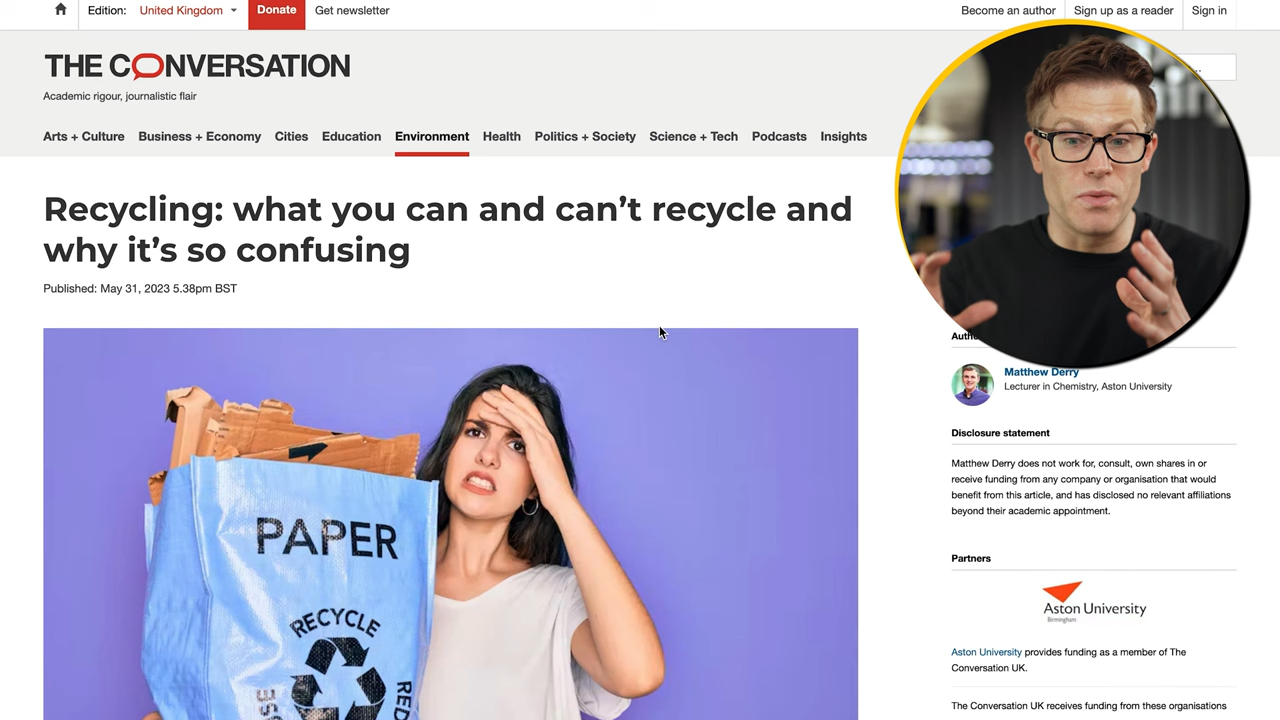 Edition:
United Kingdom
Donate
Get newsletter
Become an author
Sign up as a reader
Sign in
THE CONVERSATION
Academic rigour, journalistic flair
Arts + Culture
Business + Economy
Cities
Education
Environment
Health
Politics + Society
Science + Tech
Podcasts
Insights
Recycling: what you can and can’t recycle and
why it’s so confusing
Published: May 31, 2023 5.38pm BST
PAPER
RECYCLE
Matthew Derry
Lecturer in Chemistry, Aston University
Disclosure statement
Matthew Derry does not work for, consult, own shares in or
receive funding from any company or organisation that would
benefit from this article, and has disclosed no relevant affiliations
beyond their academic appointment.
Partners
Aston University
Birmingham
Aston University provides funding as a member of The
Conversation UK.
The Conversation UK receives funding from these organisations